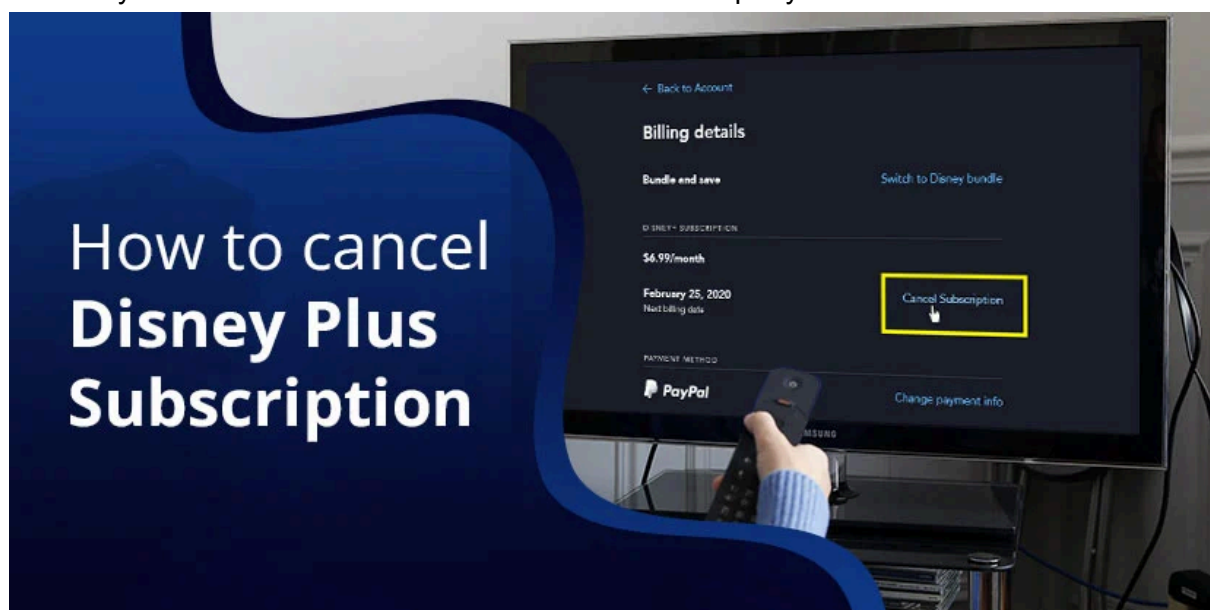 How to cancel
Disney Plus
Subscription
← Back to Account
Billing details
Bundle and save
Switch to Disney bundle
DISNEY+ SUBSCRIPTION
$6.99/month
February 25, 2020
Cancel Subscription
Next billing date
PAYMENT METHOD
PayPal
Change payment info